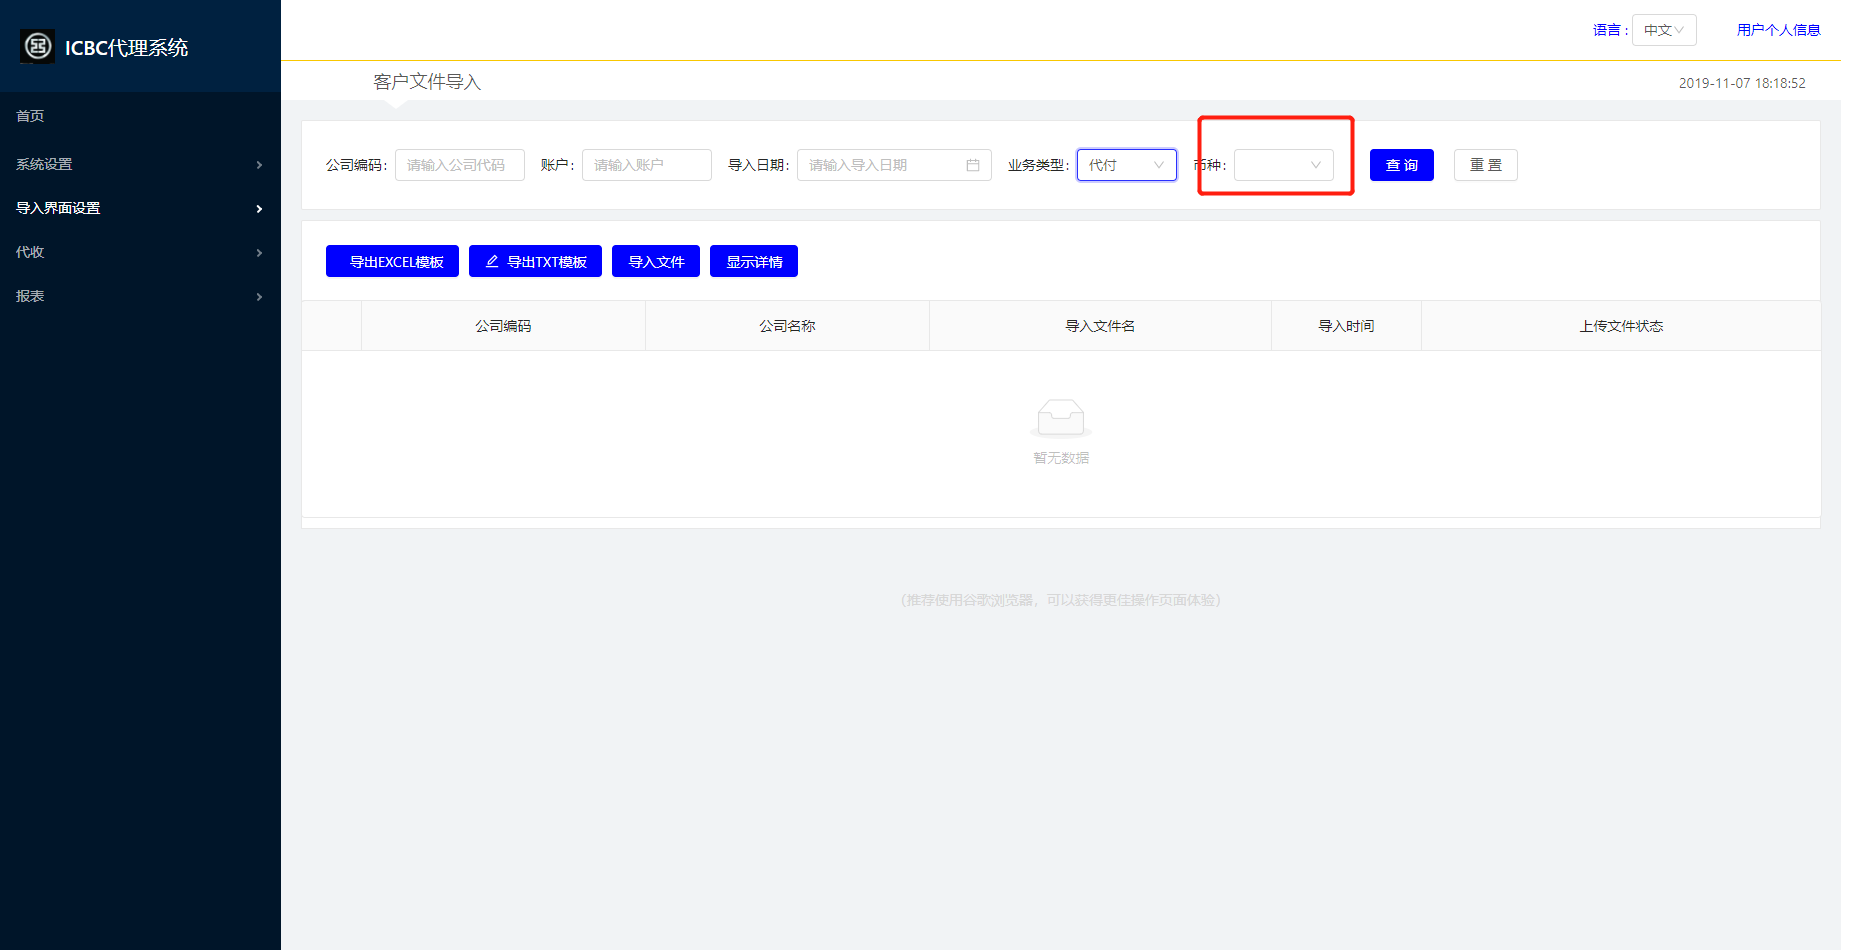 ICBC代理系统
语言 : 中文 用户个人信息
客户文件导入 2019-11-07 18:18:52
首页
系统设置
导入界面设置
代收
报表
公司编码: 请输入公司代码 账户: 请输入账户 导入日期: 请输入导入日期 业务类型: 代付 币种: 查 询 重 置
导出EXCEL模板 导出TXT模板 导入文件 显示详情
公司编码 公司名称 导入文件名 导入时间 上传文件状态
暂无数据
（推荐使用谷歌浏览器，可以获得更佳操作页面体验）